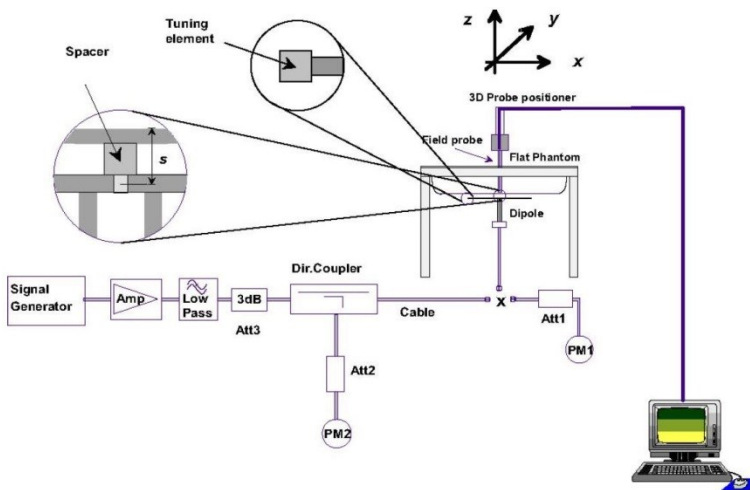 Tuning
element
Spacer
z
y
x
3D Probe positioner
Field probe
Flat Phantom
s
Dipole
Dir.Coupler
Signal
Generator
Amp
Low
Pass
3dB
Att3
Cable
x
Att1
PM1
Att2
PM2